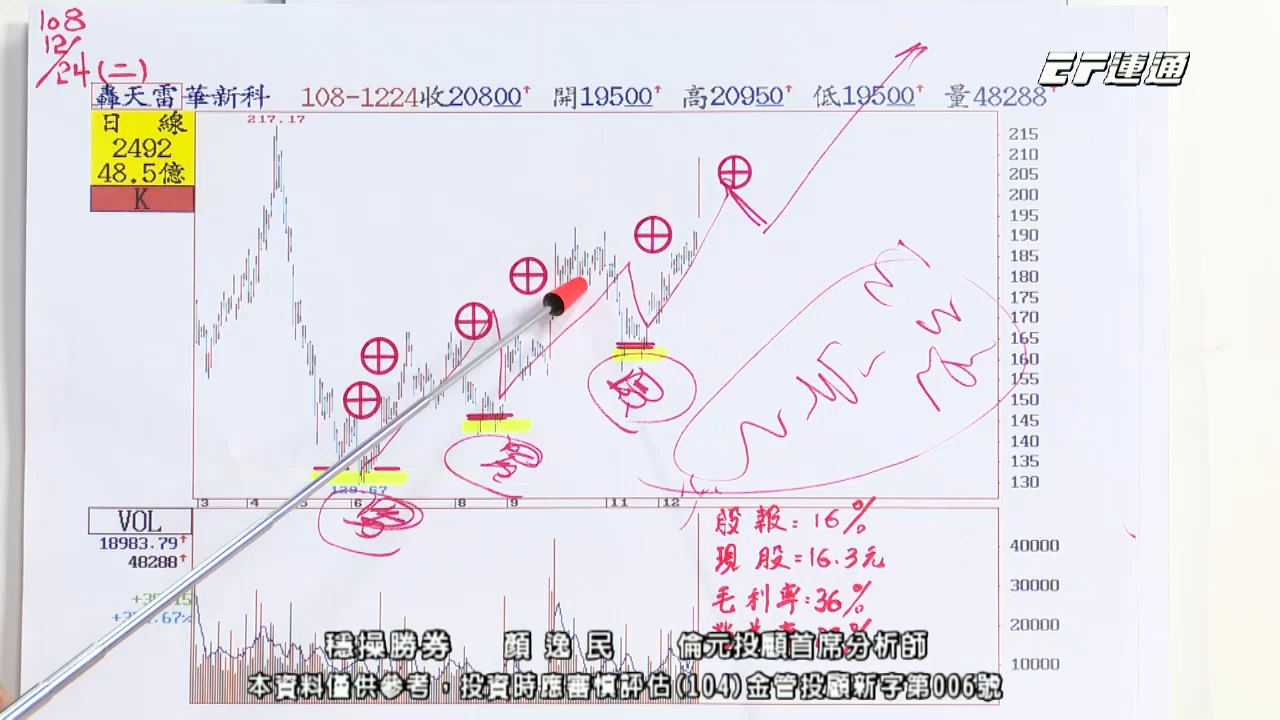 108
12/24(二)
EF運通
轟天雷 華新科 108-1224收20800↑ 開19500↑ 高20950↑ 低19500↑ 量48288↑
日 線
2492
48.5億
K
217.17
215
210
205
200
195
190
185
180
175
170
165
160
155
150
145
140
135
130
129.67
3 4 5 6 8 9 11 12
VOL
18983.79↑
48288↑
40000
30000
20000
10000
股報：16%
現股=16.3元
毛利率:36%
穩操勝券 顏逸民 倫元投顧首席分析師
本資料僅供參考，投資時應審慎評估(104)金管投顧新字第006號